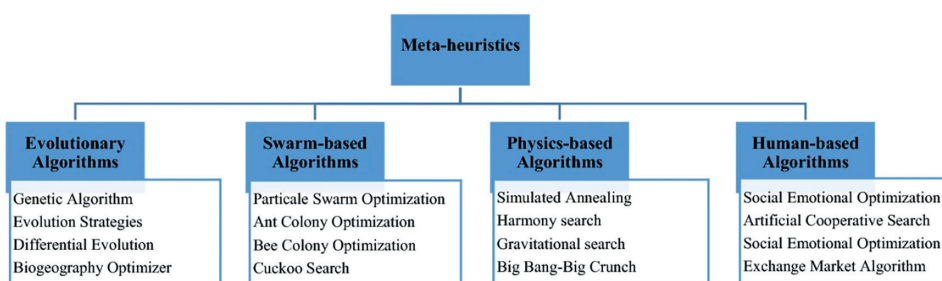 Meta-heuristics
Evolutionary
Algorithms
Genetic Algorithm
Evolution Strategies
Differential Evolution
Biogeography Optimizer
Swarm-based
Algorithms
Particale Swarm Optimization
Ant Colony Optimization
Bee Colony Optimization
Cuckoo Search
Physics-based
Algorithms
Simulated Annealing
Harmony search
Gravitational search
Big Bang-Big Crunch
Human-based
Algorithms
Social Emotional Optimization
Artificial Cooperative Search
Social Emotional Optimization
Exchange Market Algorithm